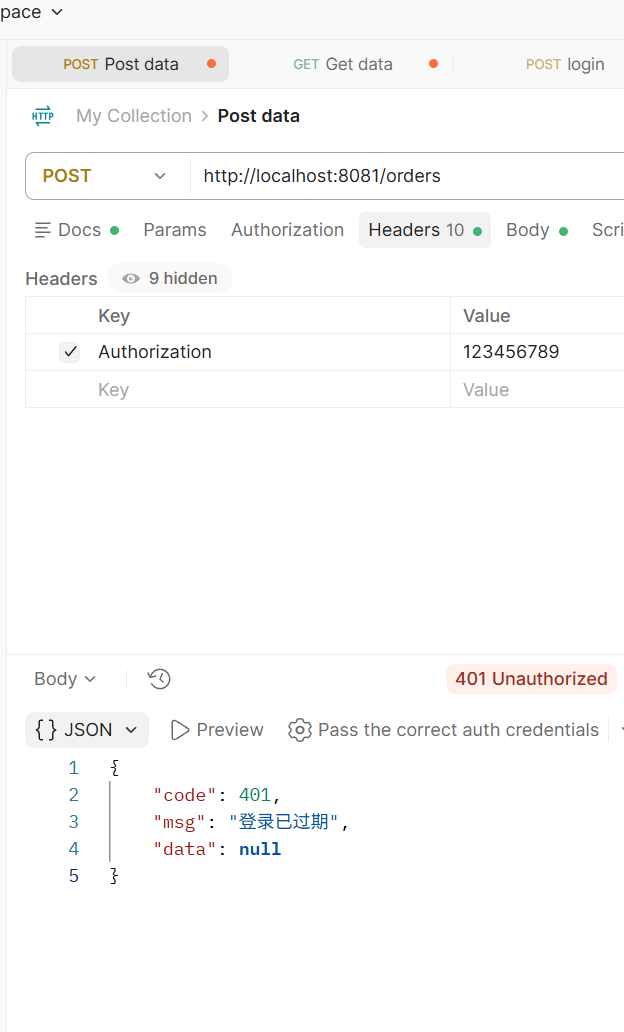 pace
POST Post data GET Get data POST login
HTTP My Collection > Post data
POST http://localhost:8081/orders
Docs Params Authorization Headers 10 Body Scri
Headers 9 hidden
Key Value
Authorization 123456789
Key Value
Body 401 Unauthorized
{} JSON Preview Pass the correct auth credentials
1 {
2 "code": 401,
3 "msg": "登录已过期",
4 "data": null
5 }